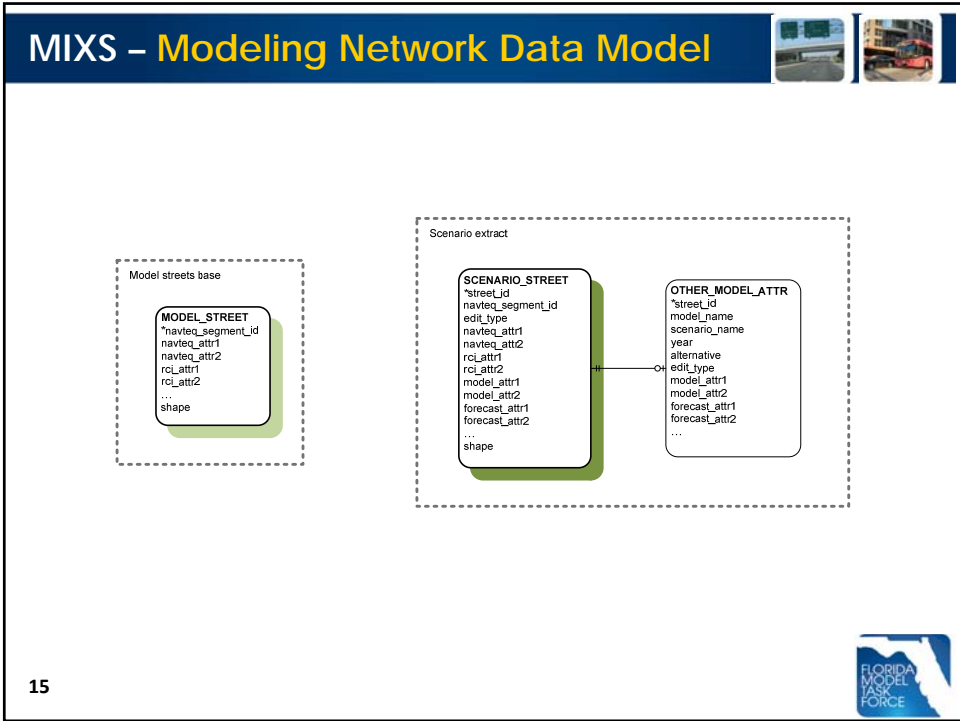 MIXS – Modeling Network Data Model
Model streets base
MODEL_STREET
*navteq_segment_id
navteq_attr1
navteq_attr2
rci_attr1
rci_attr2
...
shape
Scenario extract
SCENARIO_STREET
*street_id
navteq_segment_id
edit_type
navteq_attr1
navteq_attr2
rci_attr1
rci_attr2
model_attr1
model_attr2
forecast_attr1
forecast_attr2
...
shape
OTHER_MODEL_ATTR
*street_id
model_name
scenario_name
year
alternative
edit_type
model_attr1
model_attr2
forecast_attr1
forecast_attr2
...
15
FLORIDA
MODEL
TASK
FORCE